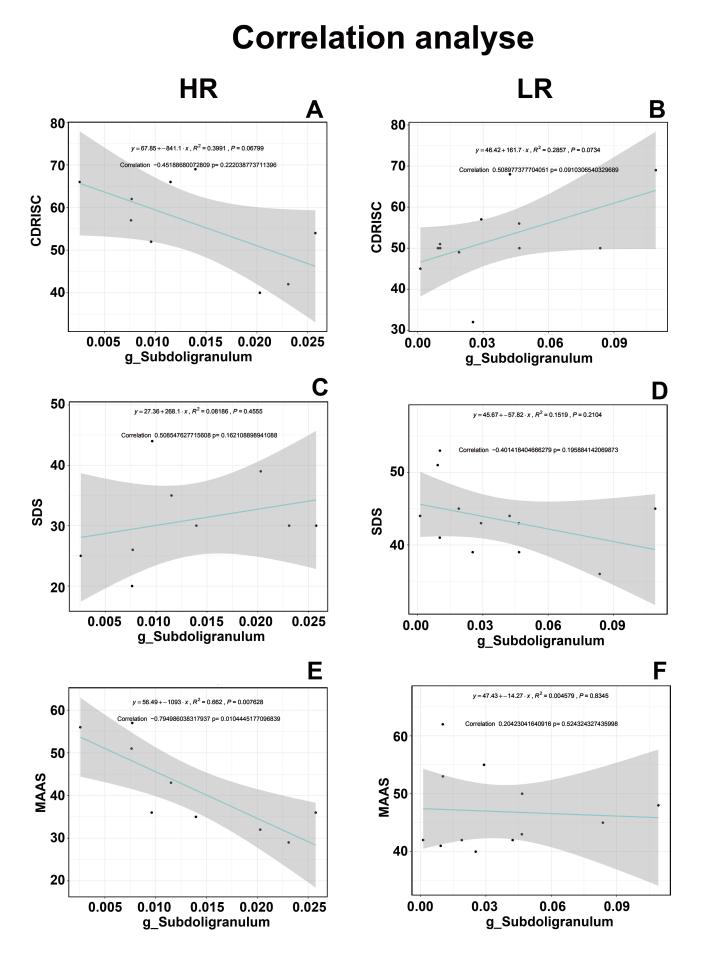 Correlation analyse
HR
LR
A
y = 67.85 + −841.1 · x , R² = 0.3991 , P = 0.06799
Correlation −0.45188680072809 p= 0.222038773711396
CDRISC
80
70
60
50
40
0.005 0.010 0.015 0.020 0.025
g_Subdoligranulum
B
y = 46.42 + 161.7 · x , R² = 0.2857 , P = 0.0734
Correlation 0.508977377704051 p= 0.0910306540329689
CDRISC
80
70
60
50
40
30
0.00 0.03 0.06 0.09
g_Subdoligranulum
C
y = 27.36 + 268.1 · x , R² = 0.08186 , P = 0.4555
Correlation 0.508547627715608 p= 0.162108898941088
SDS
50
40
30
20
0.005 0.010 0.015 0.020 0.025
g_Subdoligranulum
D
y = 45.67 + −57.82 · x , R² = 0.1519 , P = 0.2104
Correlation −0.401418404686279 p= 0.195884142069873
SDS
50
40
0.00 0.03 0.06 0.09
g_Subdoligranulum
E
y = 56.49 + −1093 · x , R² = 0.662 , P = 0.007628
Correlation −0.794986038317937 p= 0.0104445177096839
MAAS
60
50
40
30
20
0.005 0.010 0.015 0.020 0.025
g_Subdoligranulum
F
y = 47.43 + −14.27 · x , R² = 0.004579 , P = 0.8345
Correlation 0.20423041640916 p= 0.524324327435998
MAAS
60
50
40
0.00 0.03 0.06 0.09
g_Subdoligranulum